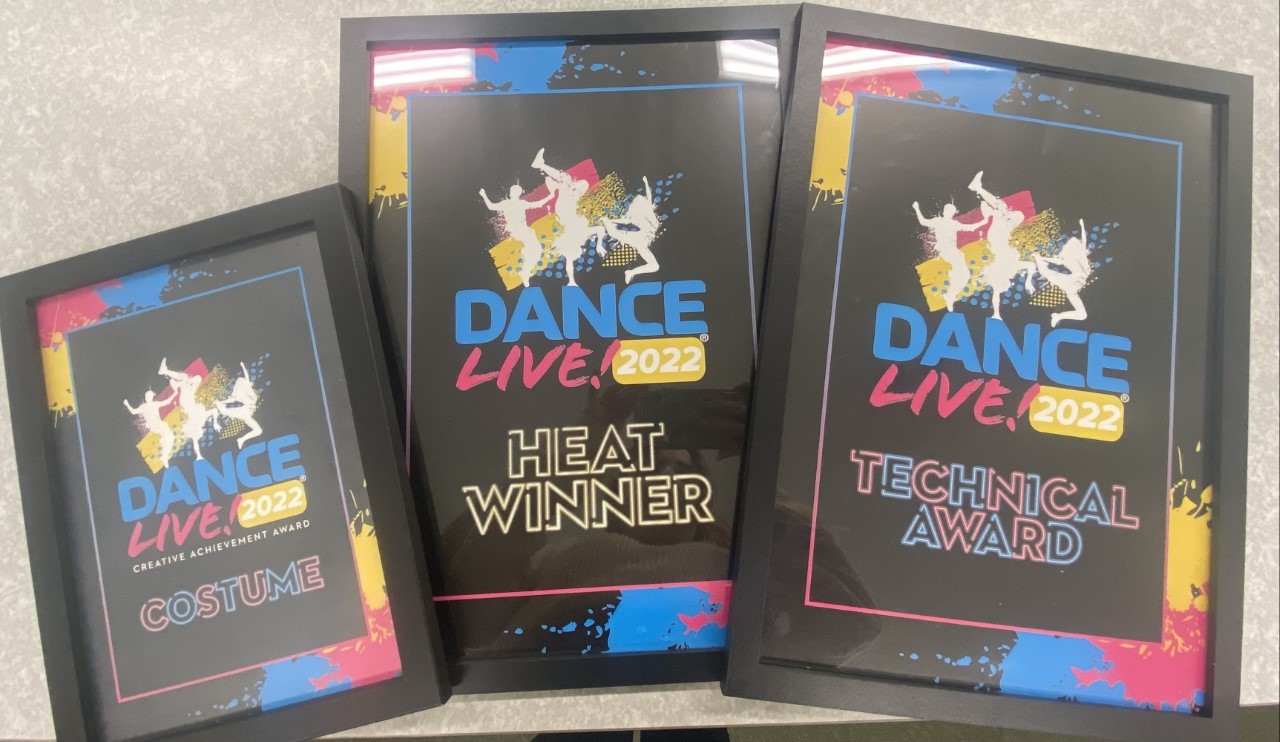 DANCE
LIVE! 2022
CREATIVE ACHIEVEMENT AWARD
COSTUME
DANCE®
LIVE! 2022
HEAT
WINNER
DANCE®
LIVE! 2022
TECHNICAL
AWARD